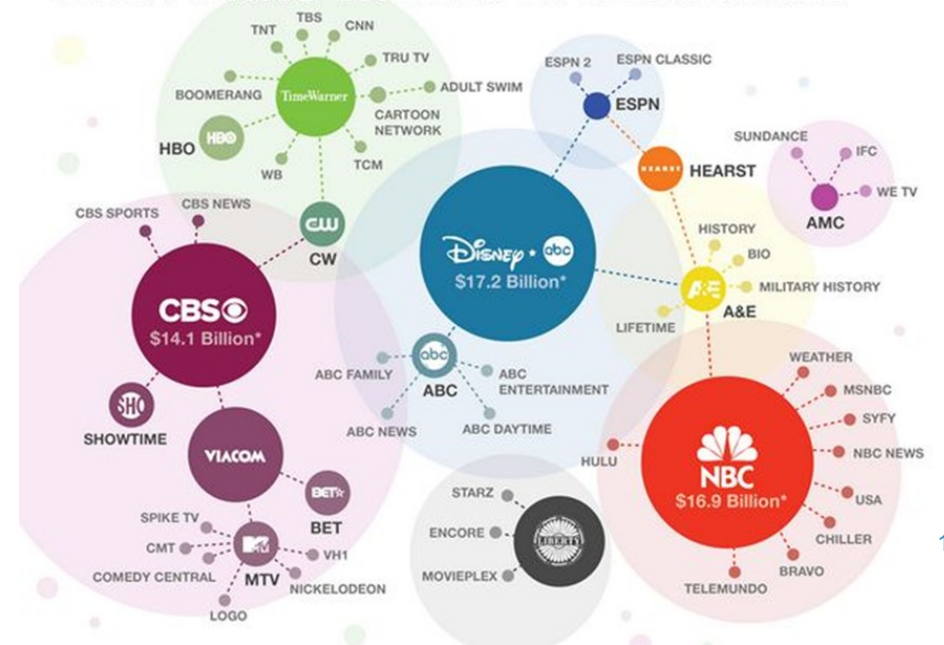 TBS
TNT
CNN
TRU TV
BOOMERANG
TimeWarner
ADULT SWIM
CARTOON
NETWORK
HBO
HBO
WB
TCM
CW
CW
ESPN 2
ESPN CLASSIC
ESPN
HEARST
HEARST
SUNDANCE
IFC
WE TV
AMC
CBS SPORTS
CBS NEWS
CBS
$14.1 Billion*
Disney • abc
$17.2 Billion*
HISTORY
BIO
MILITARY HISTORY
A&E
A&E
LIFETIME
abc
ABC
ABC FAMILY
ABC
ENTERTAINMENT
ABC NEWS
ABC DAYTIME
SHO
SHOWTIME
VIACOM
BET☆
BET
SPIKE TV
CMT
COMEDY CENTRAL
MTV
MTV
VH1
NICKELODEON
LOGO
STARZ
ENCORE
MOVIEPLEX
LIBERTY
WEATHER
MSNBC
SYFY
NBC NEWS
USA
CHILLER
BRAVO
TELEMUNDO
HULU
NBC
$16.9 Billion*
1